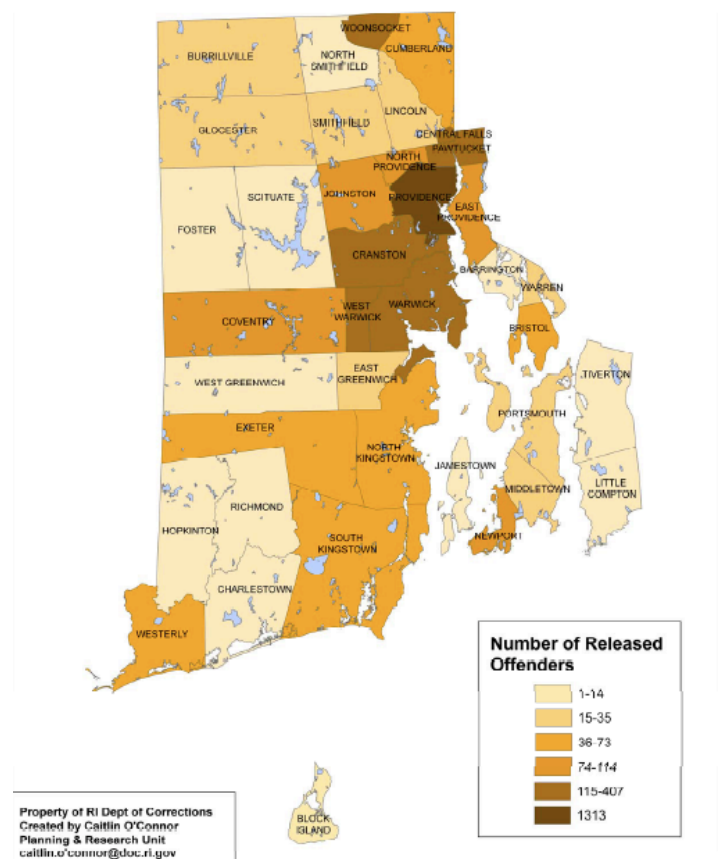 WOONSOCKET
CUMBERLAND
BURRILLVILLE
NORTH
SMITHFIELD
LINCOLN
SMITHFIELD
GLOCESTER
CENTRAL FALLS
PAWTUCKET
NORTH
PROVIDENCE
SCITUATE
JOHNSTON
PROVIDENCE
EAST
PROVIDENCE
FOSTER
CRANSTON
BARRINGTON
WARREN
WEST
WARWICK
WARWICK
COVENTRY
BRISTOL
EAST
GREENWICH
WEST GREENWICH
TIVERTON
PORTSMOUTH
EXETER
NORTH
KINGSTOWN
JAMESTOWN
MIDDLETOWN
LITTLE
COMPTON
RICHMOND
HOPKINTON
SOUTH
KINGSTOWN
NEWPORT
CHARLESTOWN
WESTERLY
Number of Released
Offenders
1-14
15-35
36-73
74-114
115-407
1313
BLOCK
ISLAND
Property of RI Dept of Corrections
Created by Caitlin O'Connor
Planning & Research Unit
caitlin.o'connor@doc.ri.gov